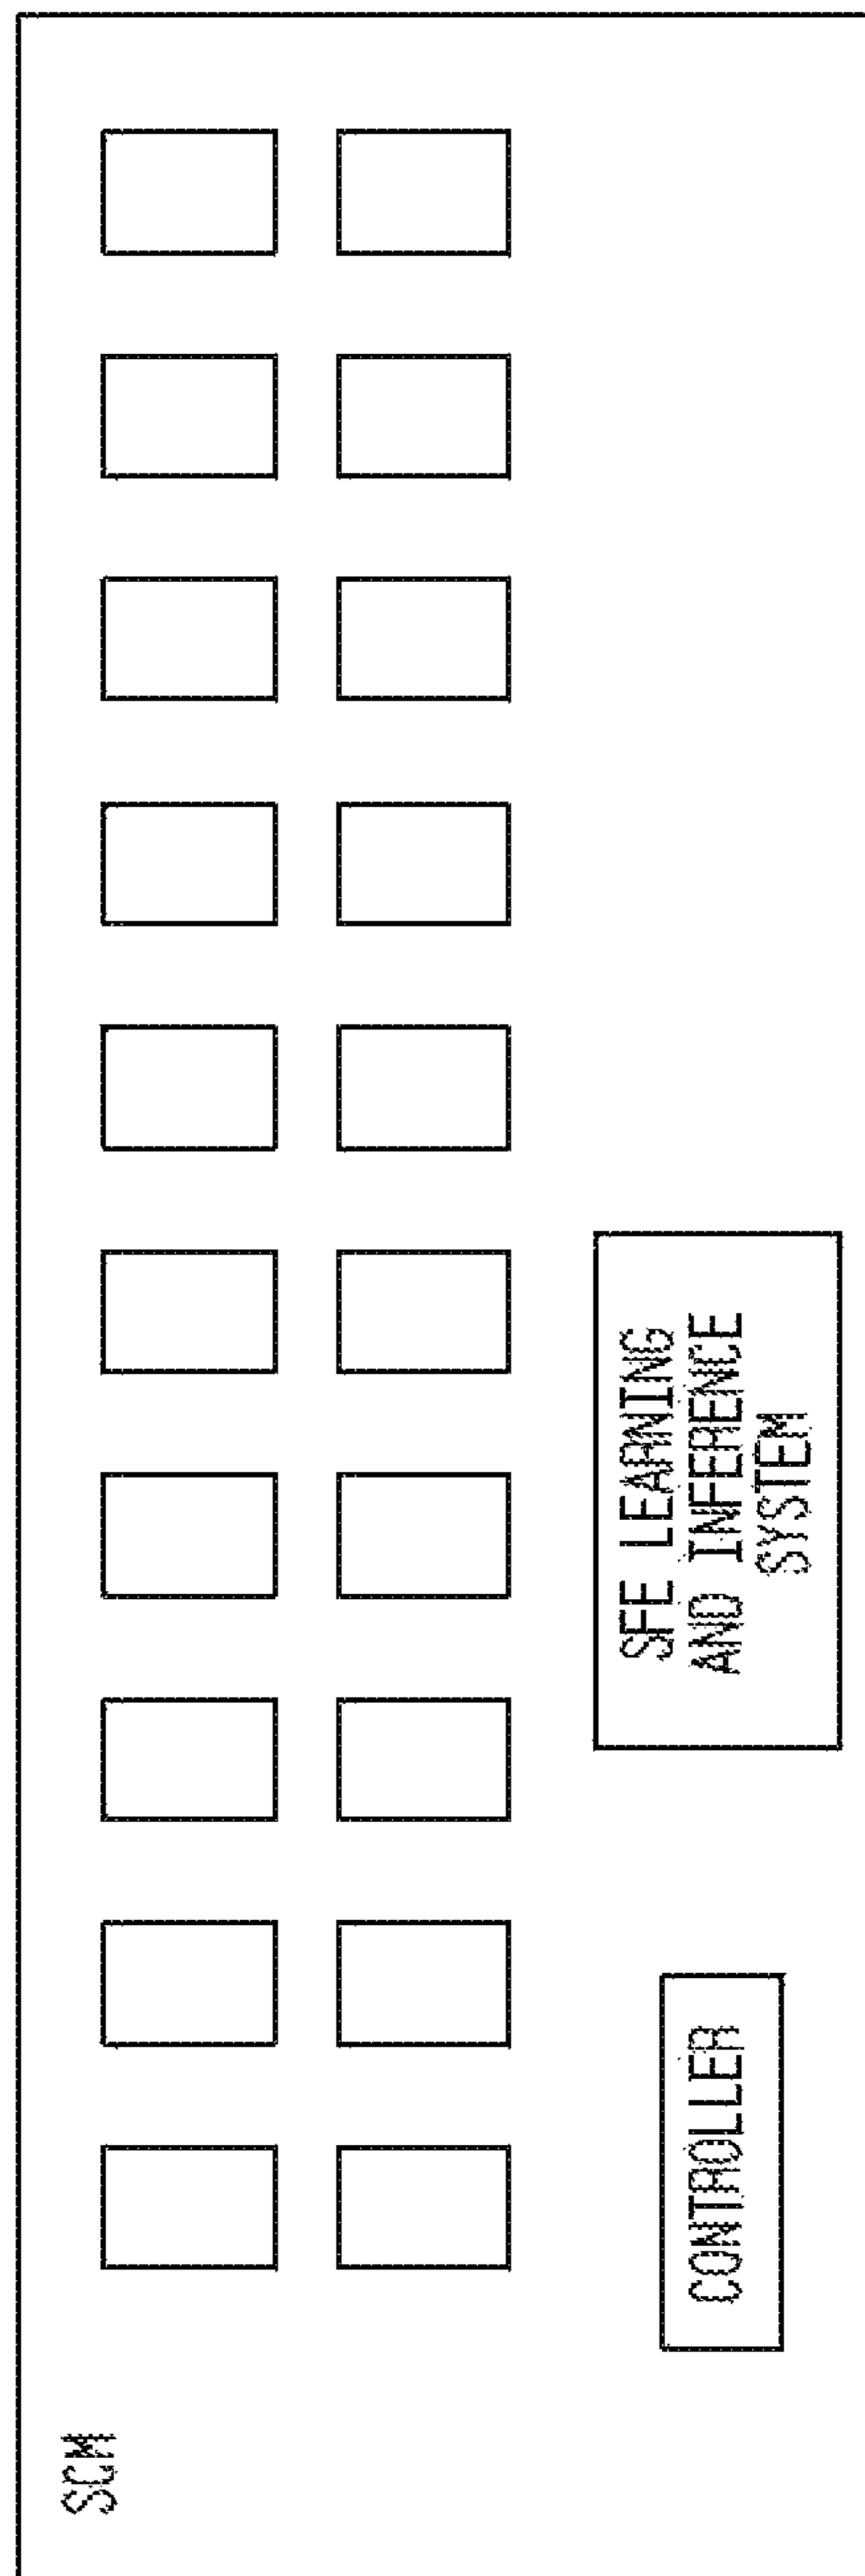 SCM
CONTROLLER
SFE LEARNING
AND INFERENCE
SYSTEM